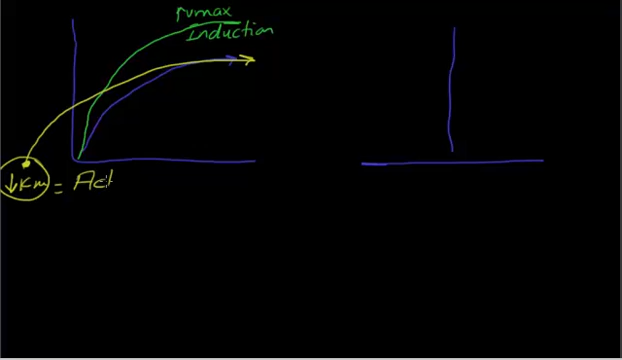 ↑Vmax
Induction
↓Km = Act